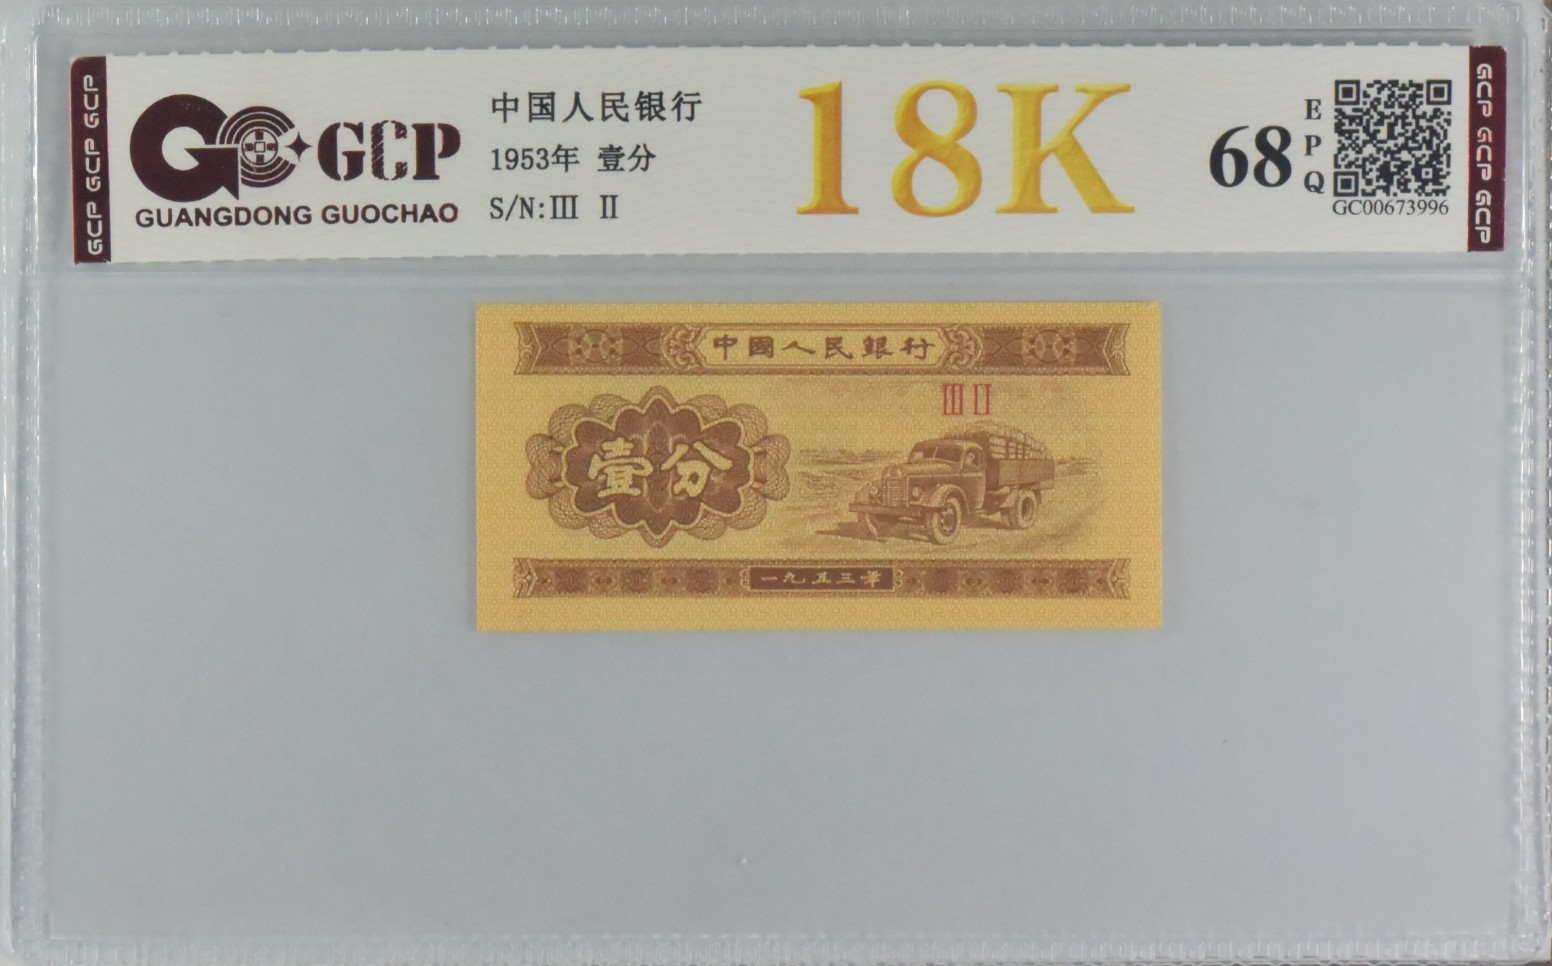 GCP GCP GCP
GCP
GUANGDONG GUOCHAO
中国人民银行
1953年 壹分
S/N:Ⅲ Ⅱ
18K
68
EPQ
GC00673996
GCP GCP GCP
中國人民銀行
Ⅲ Ⅱ
壹分
一九五三年